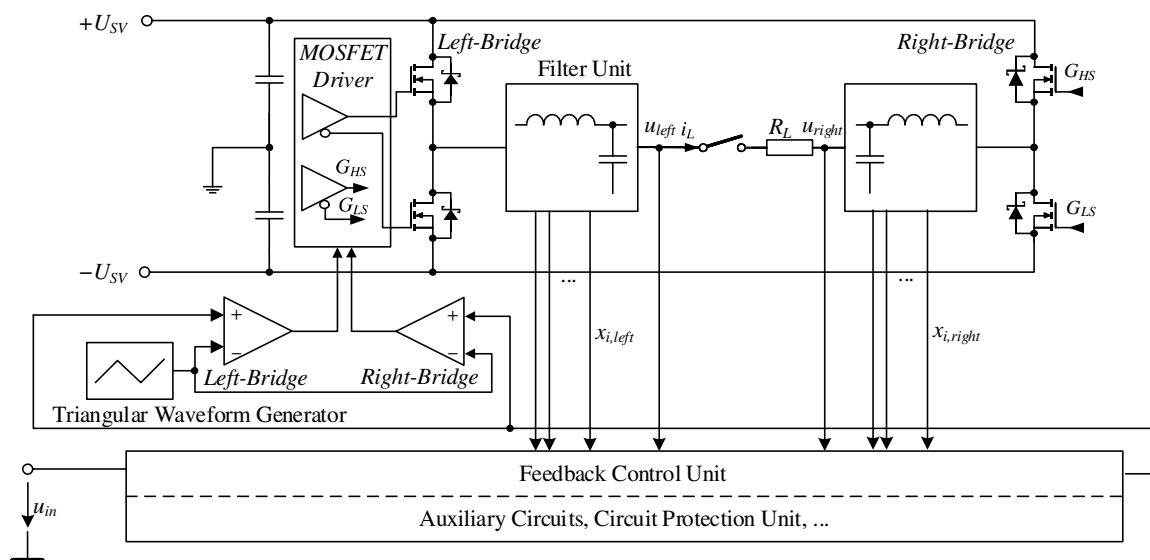 +U_SV
Left-Bridge
Right-Bridge
MOSFET
Driver
Filter Unit
G_HS
u_left i_L
R_L
u_right
G_HS
G_LS
G_LS
−U_SV
...
...
x_i,left
x_i,right
+
−
+
−
Left-Bridge
Right-Bridge
Triangular Waveform Generator
Feedback Control Unit
u_in
Auxiliary Circuits, Circuit Protection Unit, ...